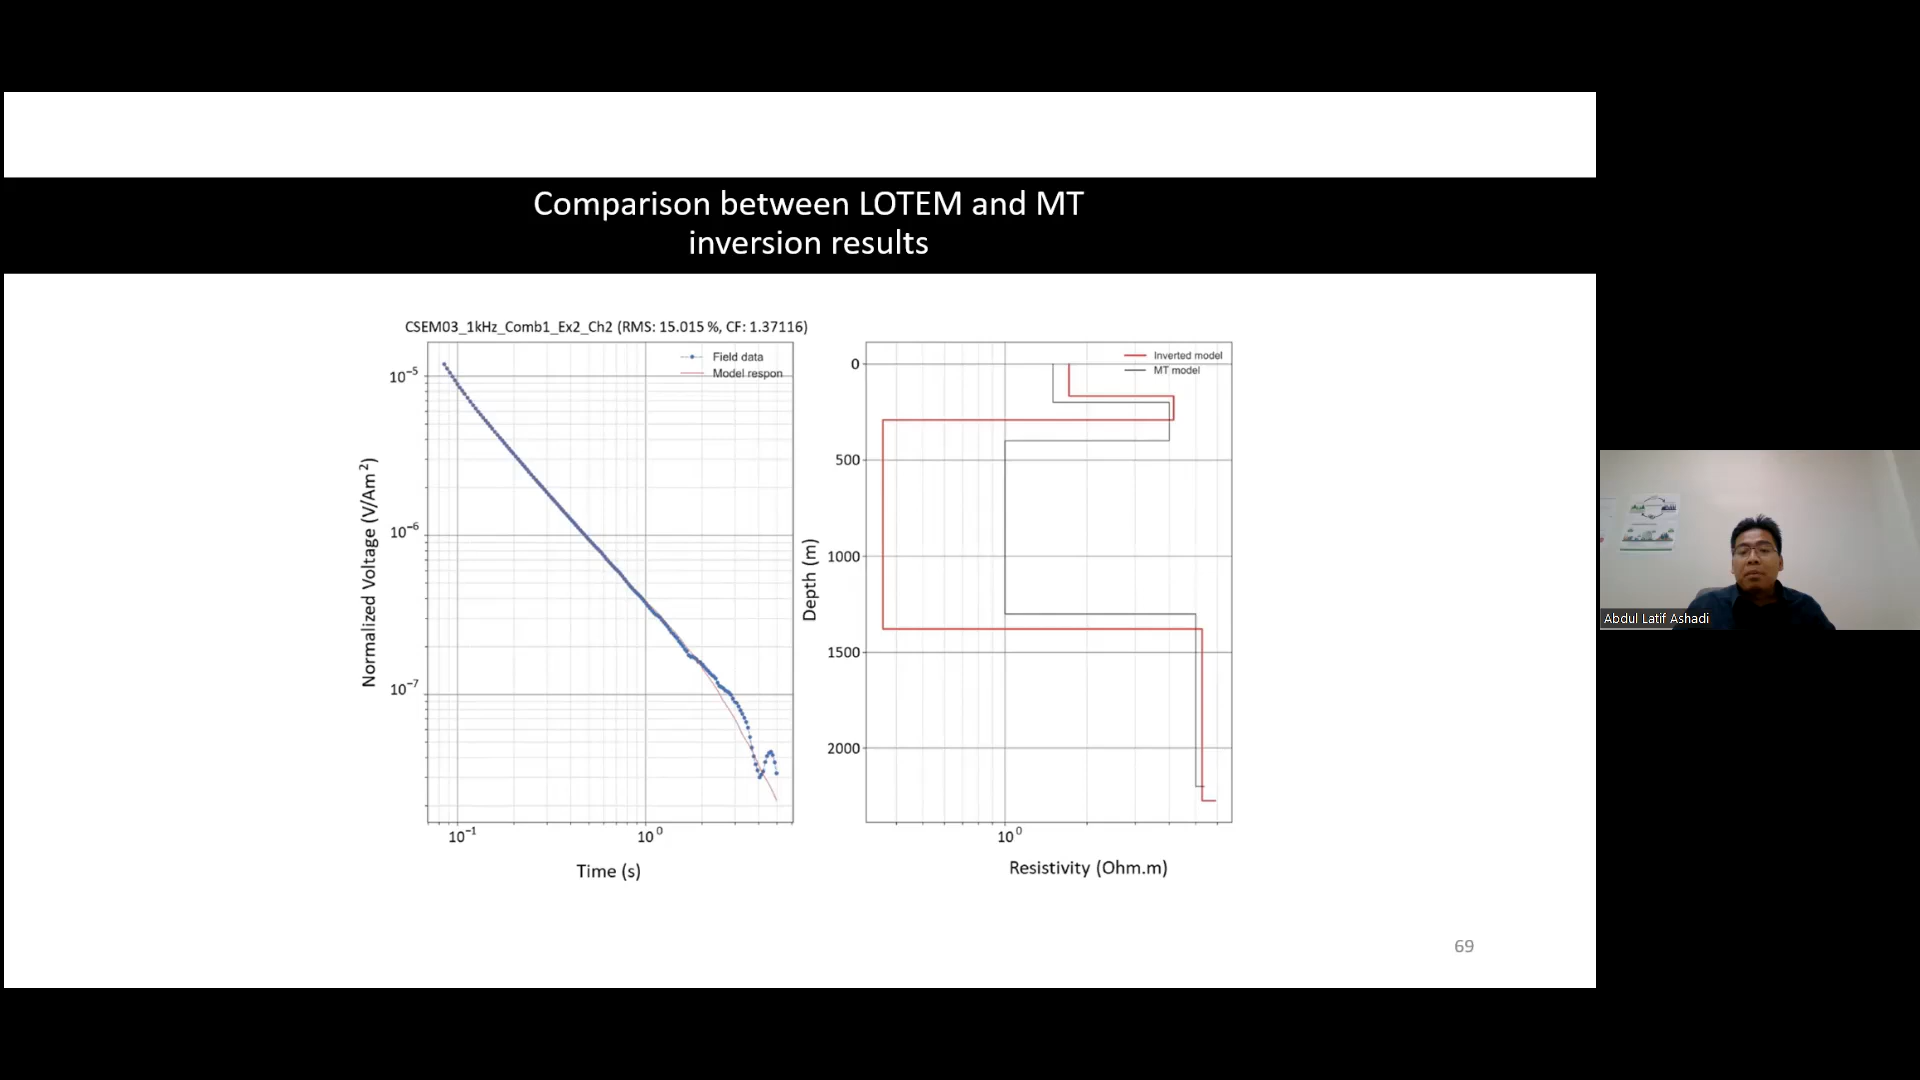 Comparison between LOTEM and MT
inversion results
CSEM03_1kHz_Comb1_Ex2_Ch2 (RMS: 15.015 %, CF: 1.37116)
Field data
Model respon
10⁻⁵
10⁻⁶
10⁻⁷
Normalized Voltage (V/Am²)
10⁻¹
10⁰
Time (s)
Inverted model
MT model
0
500
1000
1500
2000
Depth (m)
10⁰
Resistivity (Ohm.m)
69
Abdul Latif Ashadi